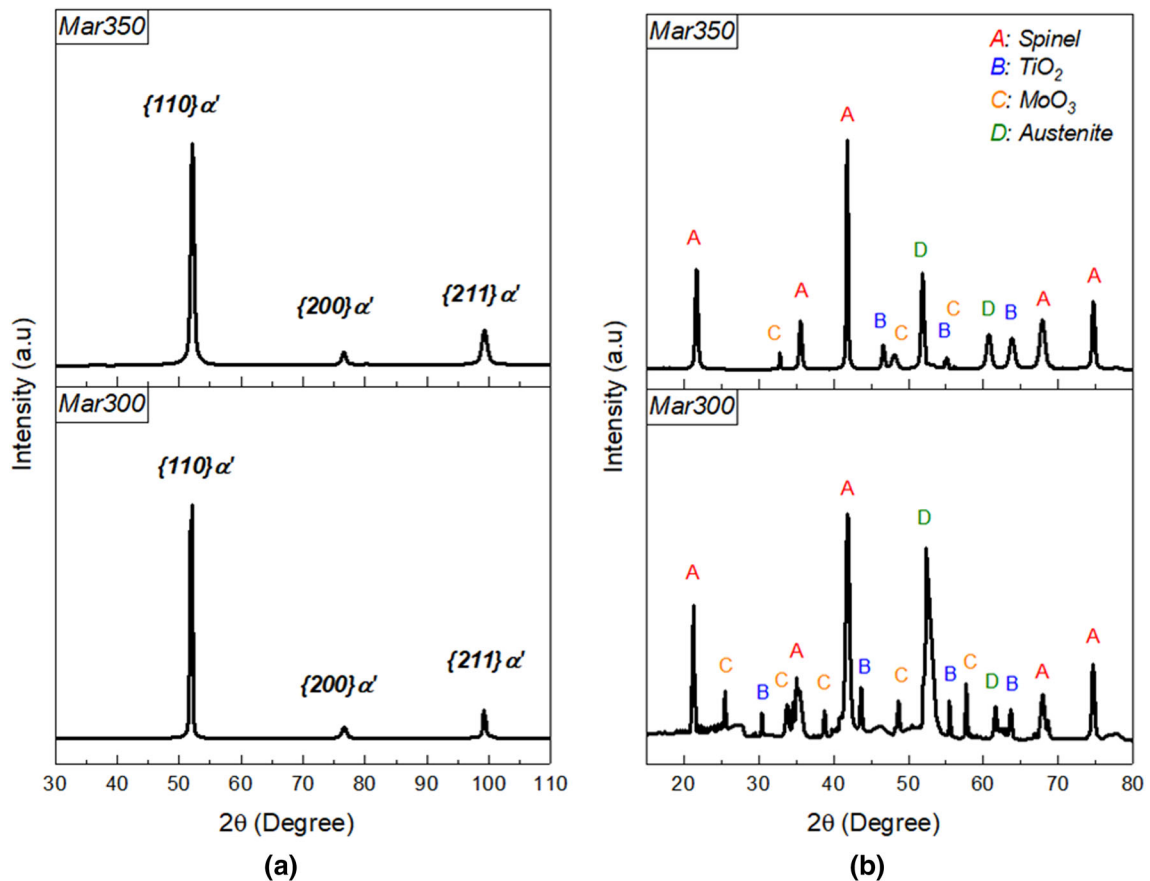 Mar350
{110} α'
{200} α'
{211} α'
Intensity (a.u)
Mar300
{110} α'
{200} α'
{211} α'
30 40 50 60 70 80 90 100 110
2θ (Degree)
(a)
Mar350
A: Spinel
B: TiO₂
C: MoO₃
D: Austenite
A
A
C
A
B
C
D
B
C
D
B
A
A
Intensity (a.u)
Mar300
A
C
B
C
A
C
A
B
C
D
B
C
D
B
A
A
20 30 40 50 60 70 80
2θ (Degree)
(b)